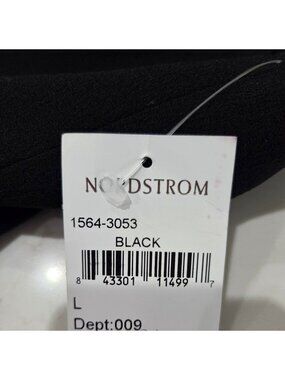 NORDSTROM
1564-3053
BLACK
8 43301 11499 7
L
Dept:009